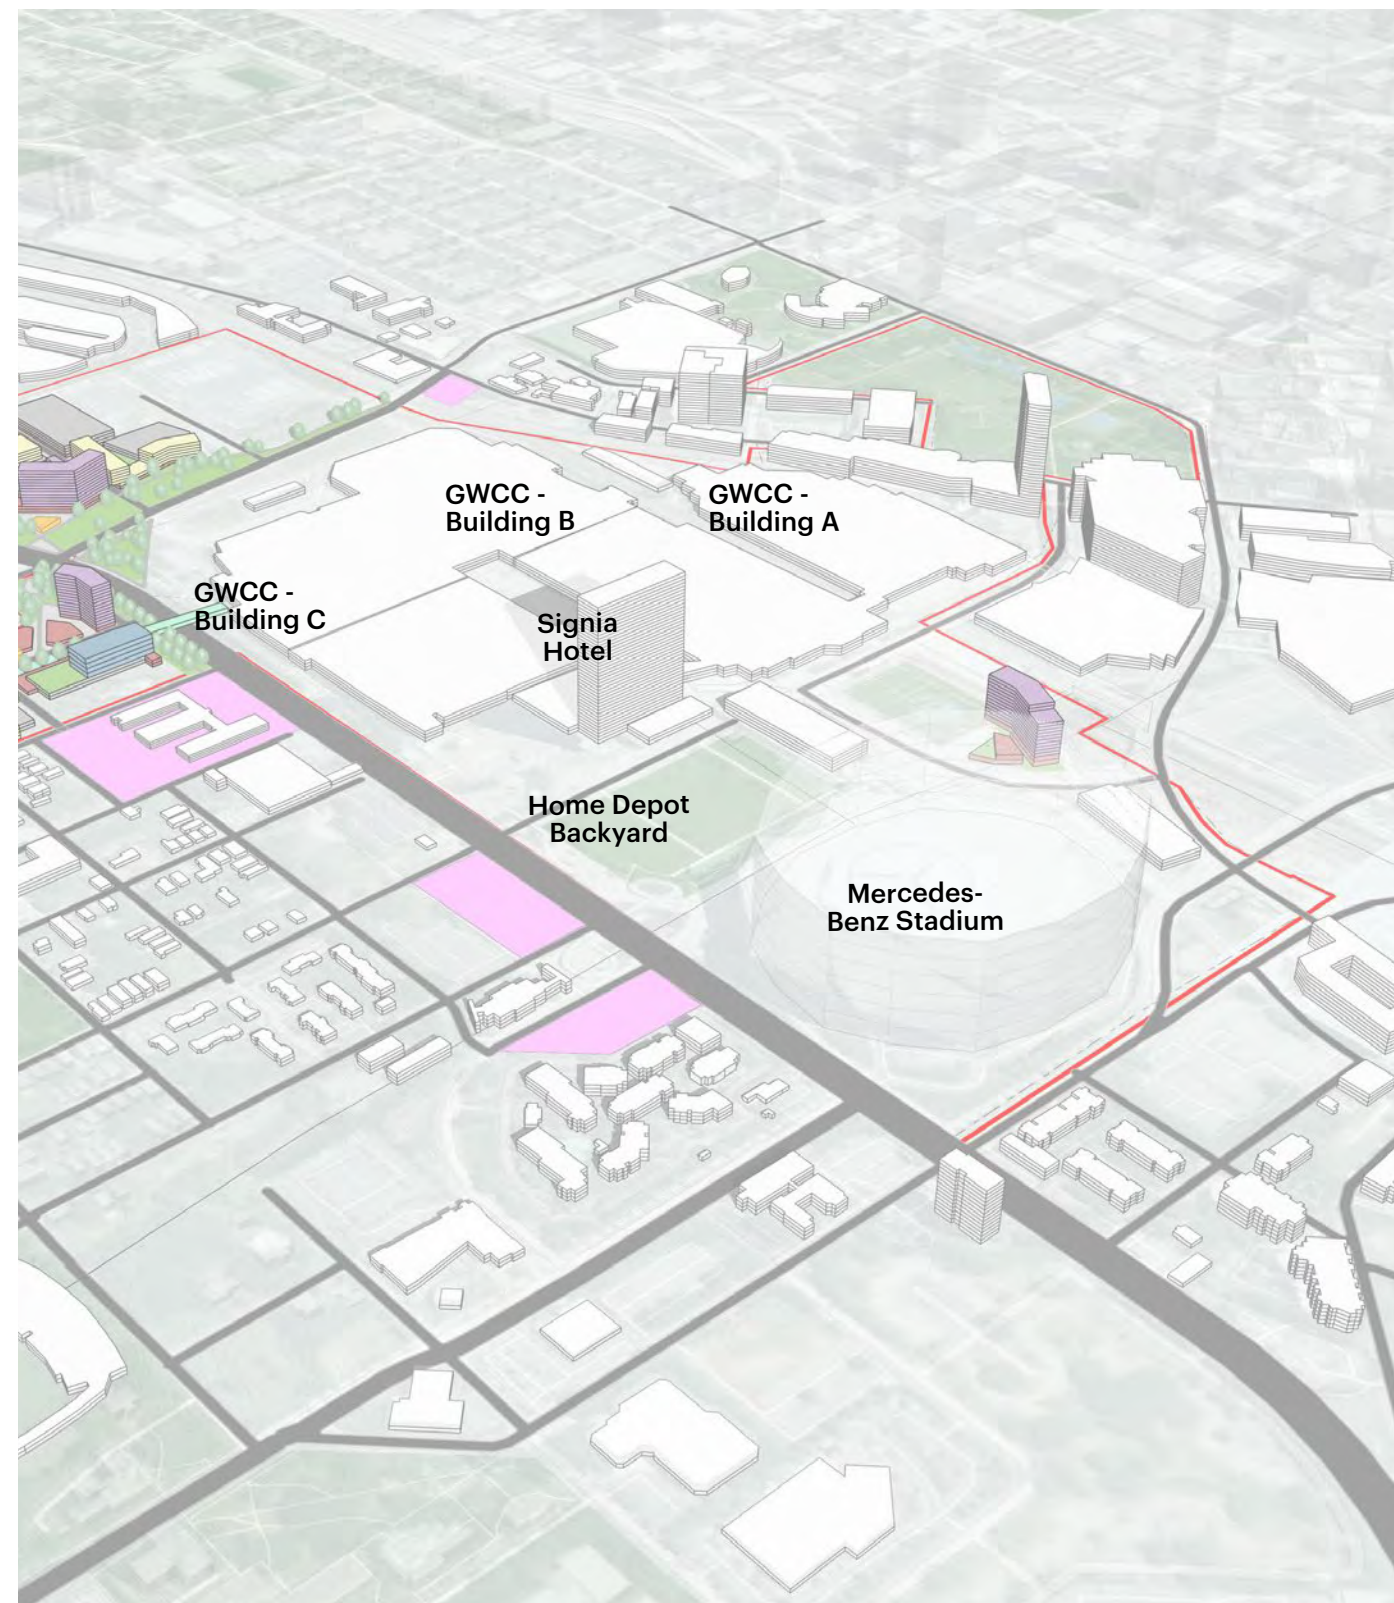 GWCC -
Building B
GWCC -
Building A
GWCC -
Building C
Signia
Hotel
Home Depot
Backyard
Mercedes-
Benz Stadium